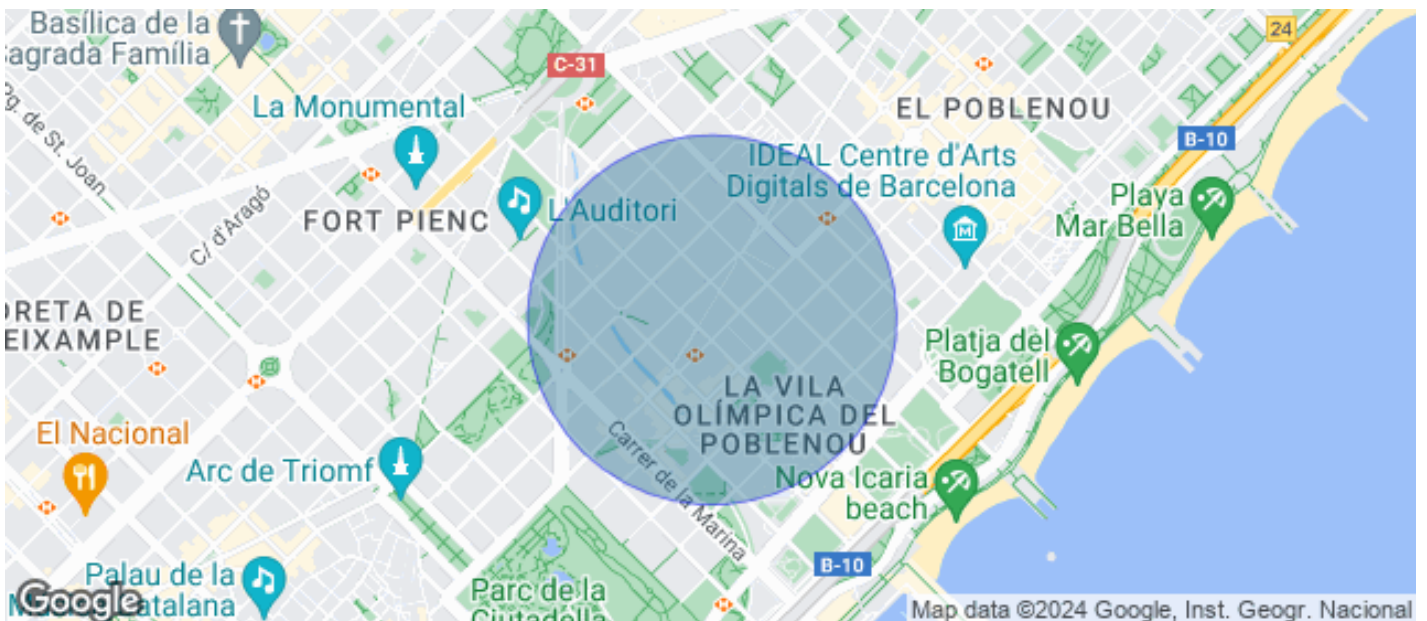 Basílica de la
Sagrada Família
24
C-31
La Monumental
EL POBLENOU
B-10
Pg. de St. Joan
IDEAL Centre d'Arts
Digitals de Barcelona
Playa
Mar Bella
C/ d'Aragó
FORT PIENC
L'Auditori
DRETA DE
EIXAMPLE
Platja del
Bogatell
LA VILA
OLÍMPICA DEL
POBLENOU
El Nacional
Carrer de la Marina
Arc de Triomf
Nova Icaria
beach
B-10
Palau de la
Música Catalana
Parc de la
Ciutadella
Google
Map data ©2024 Google, Inst. Geogr. Nacional